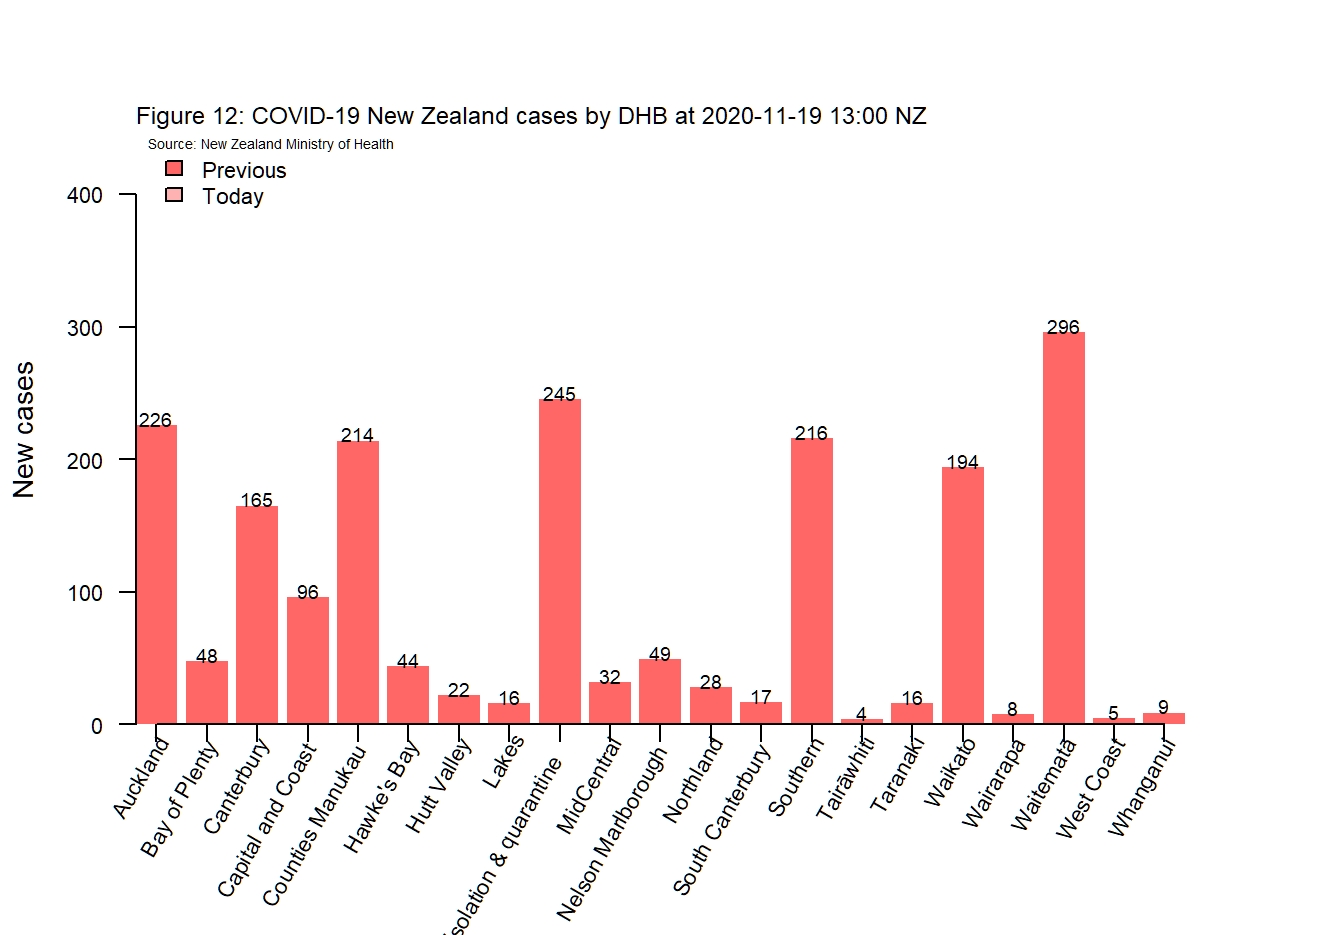 Figure 12: COVID-19 New Zealand cases by DHB at 2020-11-19 13:00 NZ
Source: New Zealand Ministry of Health
Previous
Today
New cases
400
300
200
100
0
226
48
165
96
214
44
22
16
245
32
49
28
17
216
4
16
194
8
296
5
9
Auckland
Bay of Plenty
Canterbury
Capital and Coast
Counties Manukau
Hawke's Bay
Hutt Valley
Lakes
isolation & quarantine
MidCentral
Nelson Marlborough
Northland
South Canterbury
Southern
Tairāwhiti
Taranaki
Waikato
Wairarapa
Waitematā
West Coast
Whanganui